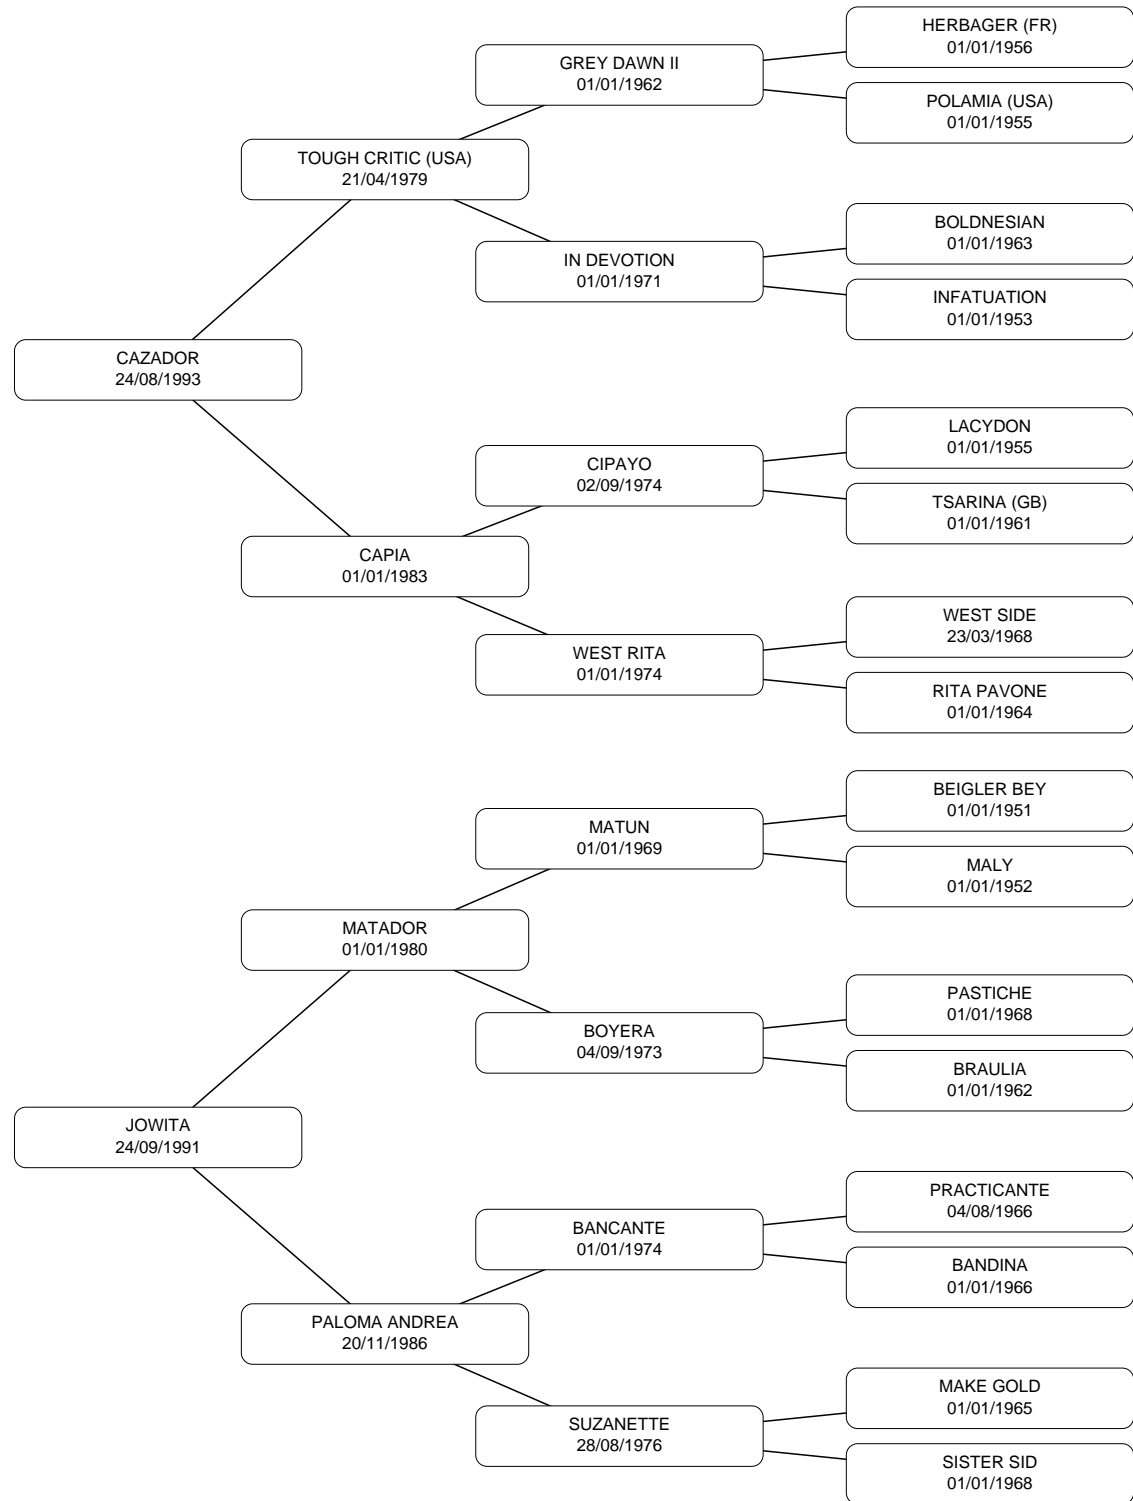 HERBAGER (FR)
01/01/1956
GREY DAWN II
01/01/1962
POLAMIA (USA)
01/01/1955
TOUGH CRITIC (USA)
21/04/1979
BOLDNESIAN
01/01/1963
IN DEVOTION
01/01/1971
INFATUATION
01/01/1953
CAZADOR
24/08/1993
LACYDON
01/01/1955
CIPAYO
02/09/1974
TSARINA (GB)
01/01/1961
CAPIA
01/01/1983
WEST SIDE
23/03/1968
WEST RITA
01/01/1974
RITA PAVONE
01/01/1964
BEIGLER BEY
01/01/1951
MATUN
01/01/1969
MALY
01/01/1952
MATADOR
01/01/1980
PASTICHE
01/01/1968
BOYERA
04/09/1973
BRAULIA
01/01/1962
JOWITA
24/09/1991
PRACTICANTE
04/08/1966
BANCANTE
01/01/1974
BANDINA
01/01/1966
PALOMA ANDREA
20/11/1986
MAKE GOLD
01/01/1965
SUZANETTE
28/08/1976
SISTER SID
01/01/1968